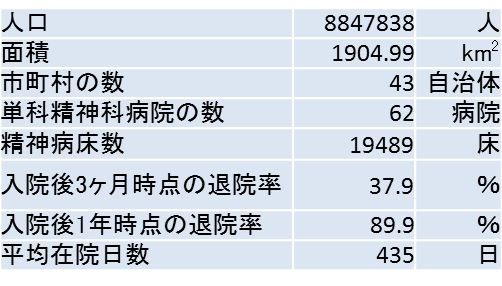 人口 8847838 人
面積 1904.99 km2
市町村の数 43 自治体
単科精神科病院の数 62 病院
精神病床数 19489 床
入院後3ヶ月時点の退院率 37.9 %
入院後1年時点の退院率 89.9 %
平均在院日数 435 日